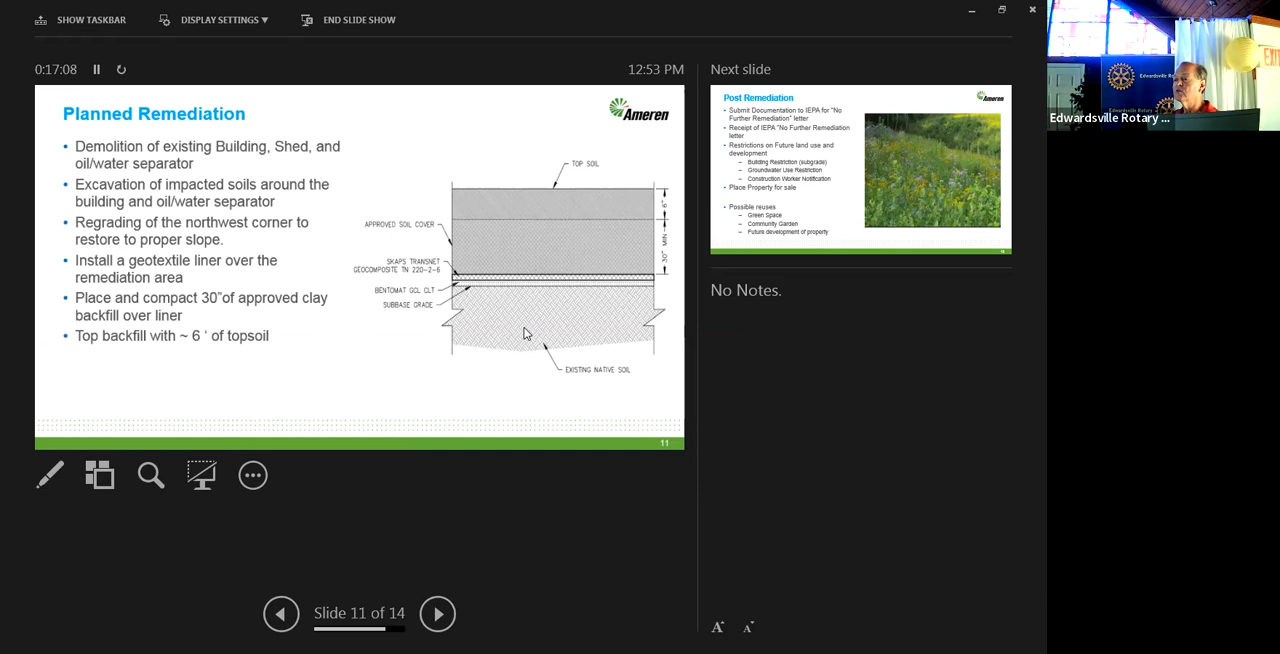 SHOW TASKBAR
DISPLAY SETTINGS ▼
END SLIDE SHOW
0:17:08
12:53 PM
Planned Remediation
Ameren
• Demolition of existing Building, Shed, and
oil/water separator
• Excavation of impacted soils around the
building and oil/water separator
• Regrading of the northwest corner to
restore to proper slope.
• Install a geotextile liner over the
remediation area
• Place and compact 30”of approved clay
backfill over liner
• Top backfill with ~ 6 ‘ of topsoil
TOP SOIL
6"
APPROVED SOIL COVER
30" MIN
SKAPS TRANSNET
GEOCOMPOSITE TN 220-2-6
BENTOMAT GCL CLT
SUBBASE GRADE
EXISTING NATIVE SOIL
11
Slide 11 of 14
Next slide
Post Remediation
Ameren
• Submit Documentation to IEPA for “No
Further Remediation” letter
• Receipt of IEPA “No Further Remediation
letter
• Restrictions on Future land use and
development
– Building Restriction (subgrade)
– Groundwater Use Restriction
– Construction Worker Notification
• Place Property for sale
• Possible reuses
– Green Space
– Community Garden
– Future development of property
No Notes.
A A
EXIT
Edwardsville Rotary ...